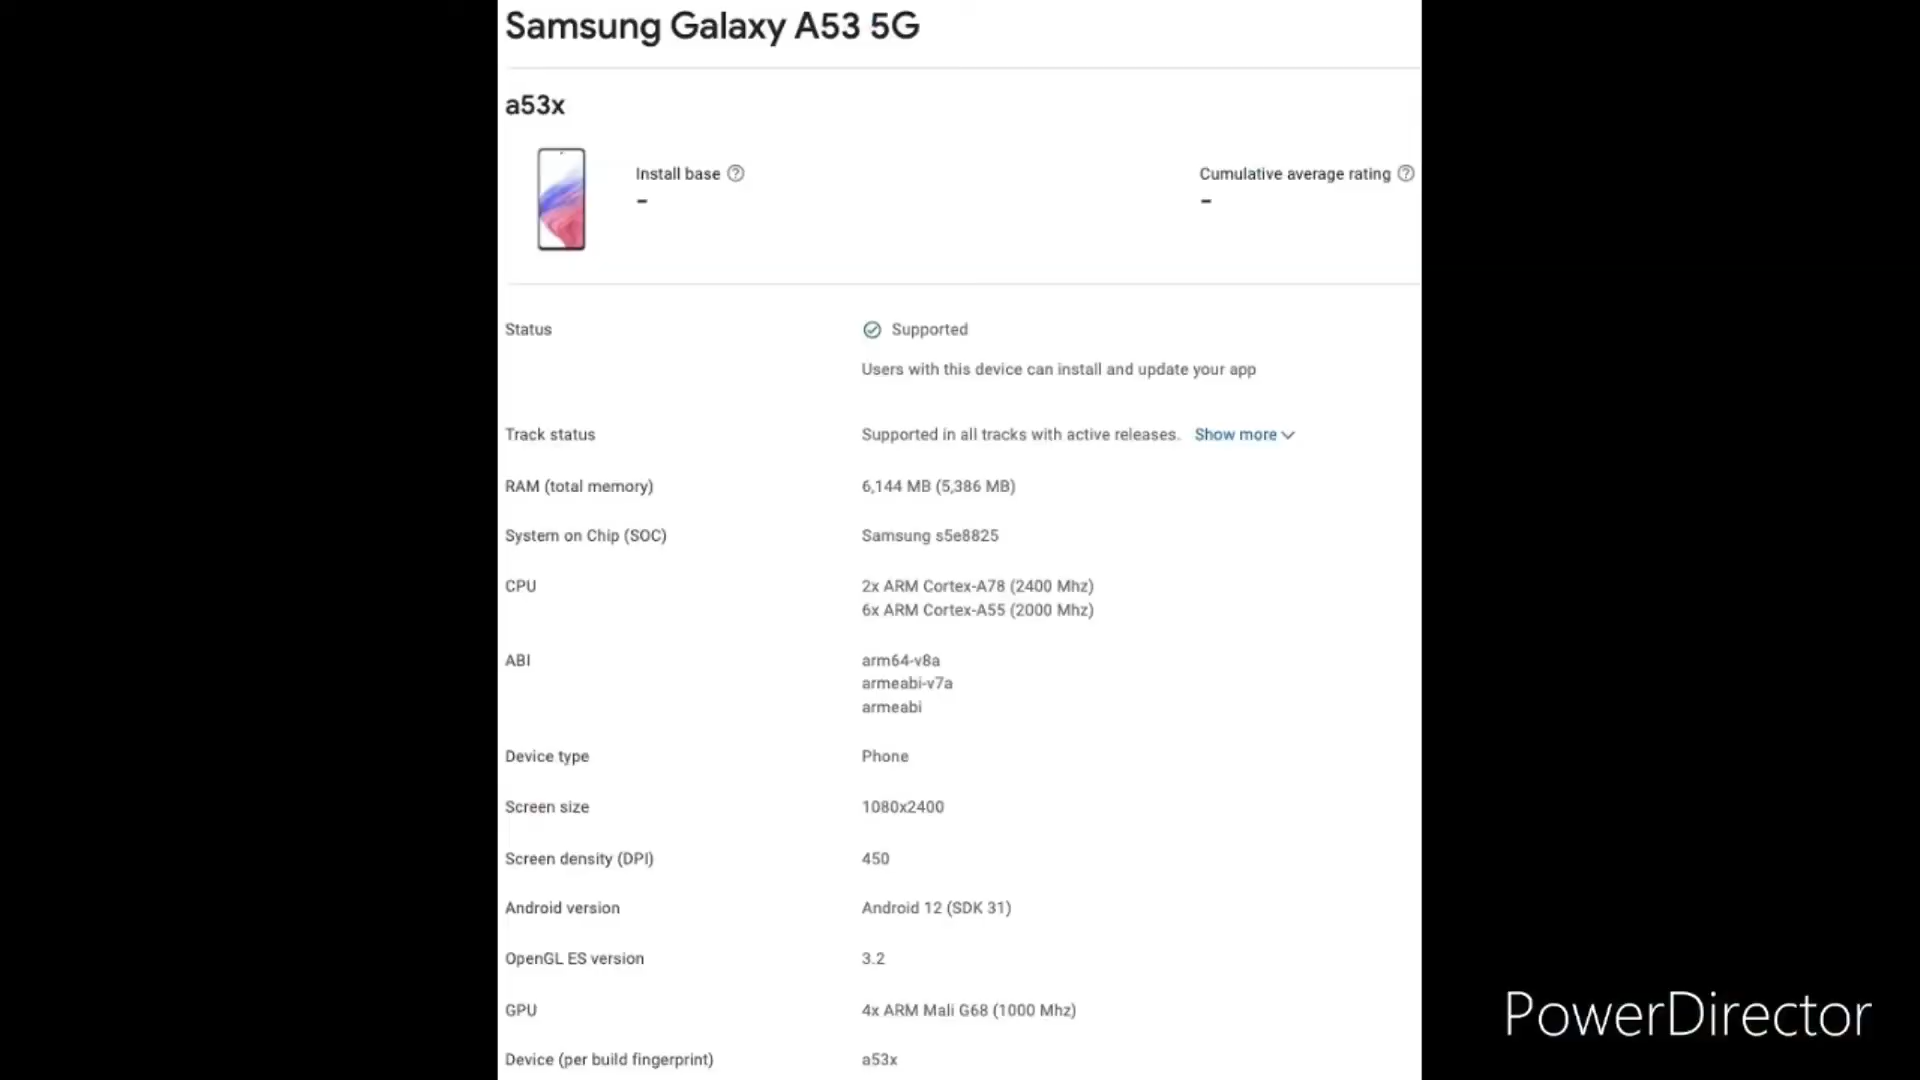 Samsung Galaxy A53 5G
a53x
Install base
-
Cumulative average rating
-
Status
Supported
Users with this device can install and update your app
Track status
Supported in all tracks with active releases. Show more
RAM (total memory)
6,144 MB (5,386 MB)
System on Chip (SOC)
Samsung s5e8825
CPU
2x ARM Cortex-A78 (2400 Mhz)
6x ARM Cortex-A55 (2000 Mhz)
ABI
arm64-v8a
armeabi-v7a
armeabi
Device type
Phone
Screen size
1080x2400
Screen density (DPI)
450
Android version
Android 12 (SDK 31)
OpenGL ES version
3.2
GPU
4x ARM Mali G68 (1000 Mhz)
Device (per build fingerprint)
a53x
PowerDirector